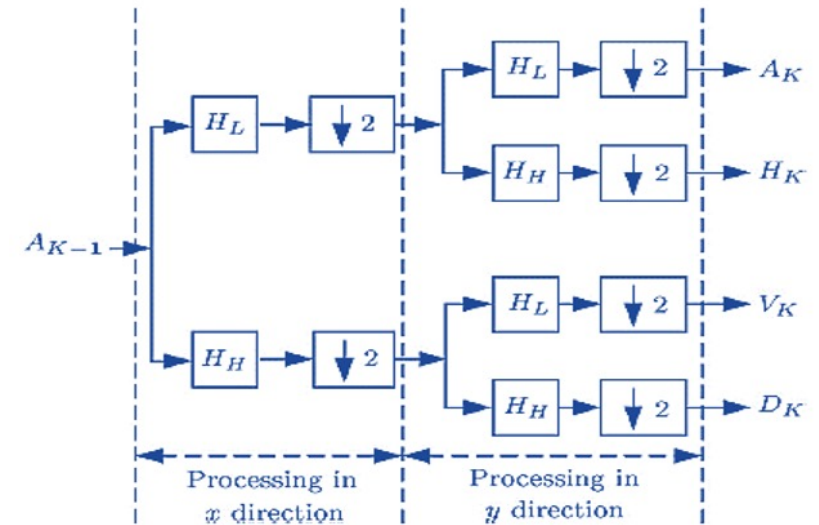 H_L ↓ 2 A_K
H_L ↓ 2
H_H ↓ 2 H_K
A_{K-1}
H_L ↓ 2 V_K
H_H ↓ 2
H_H ↓ 2 D_K
Processing in
x direction
Processing in
y direction